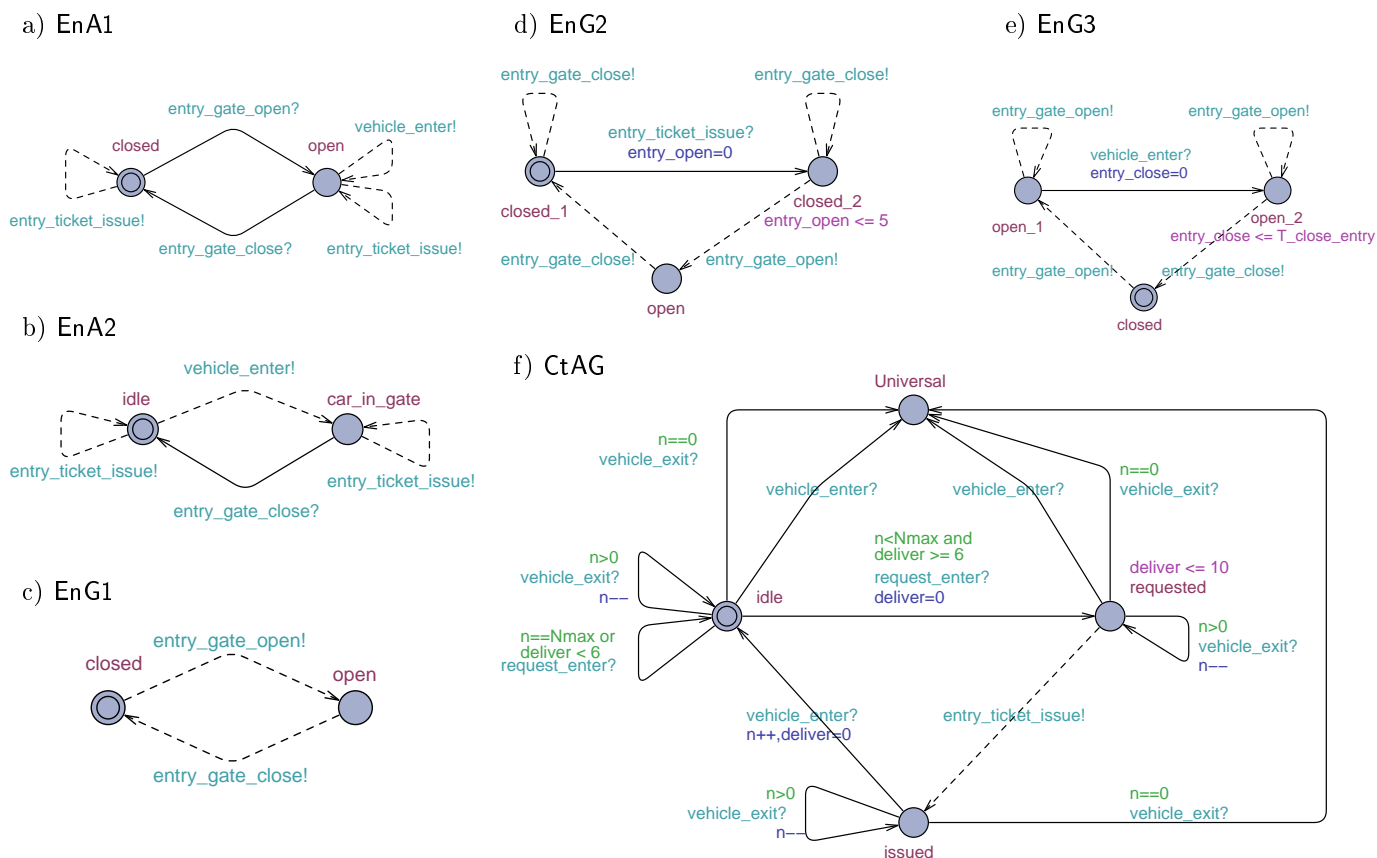 a) EnA1
entry_gate_open?
closed
open
vehicle_enter!
entry_ticket_issue!
entry_gate_close?
entry_ticket_issue!
b) EnA2
vehicle_enter!
idle
car_in_gate
entry_ticket_issue!
entry_ticket_issue!
entry_gate_close?
c) EnG1
entry_gate_open!
closed
open
entry_gate_close!
d) EnG2
entry_gate_close!
entry_gate_close!
entry_ticket_issue?
entry_open=0
closed_1
closed_2
entry_open <= 5
entry_gate_close!
entry_gate_open!
open
e) EnG3
entry_gate_open!
entry_gate_open!
vehicle_enter?
entry_close=0
open_1
open_2
entry_close <= T_close_entry
entry_gate_open!
entry_gate_close!
closed
f) CtAG
Universal
n==0
vehicle_exit?
vehicle_enter?
vehicle_enter?
n==0
vehicle_exit?
n<Nmax and
deliver >= 6
request_enter?
deliver=0
n>0
vehicle_exit?
n--
idle
deliver <= 10
requested
n==Nmax or
deliver < 6
request_enter?
n>0
vehicle_exit?
n--
vehicle_enter?
n++,deliver=0
entry_ticket_issue!
n>0
vehicle_exit?
n--
n==0
vehicle_exit?
issued